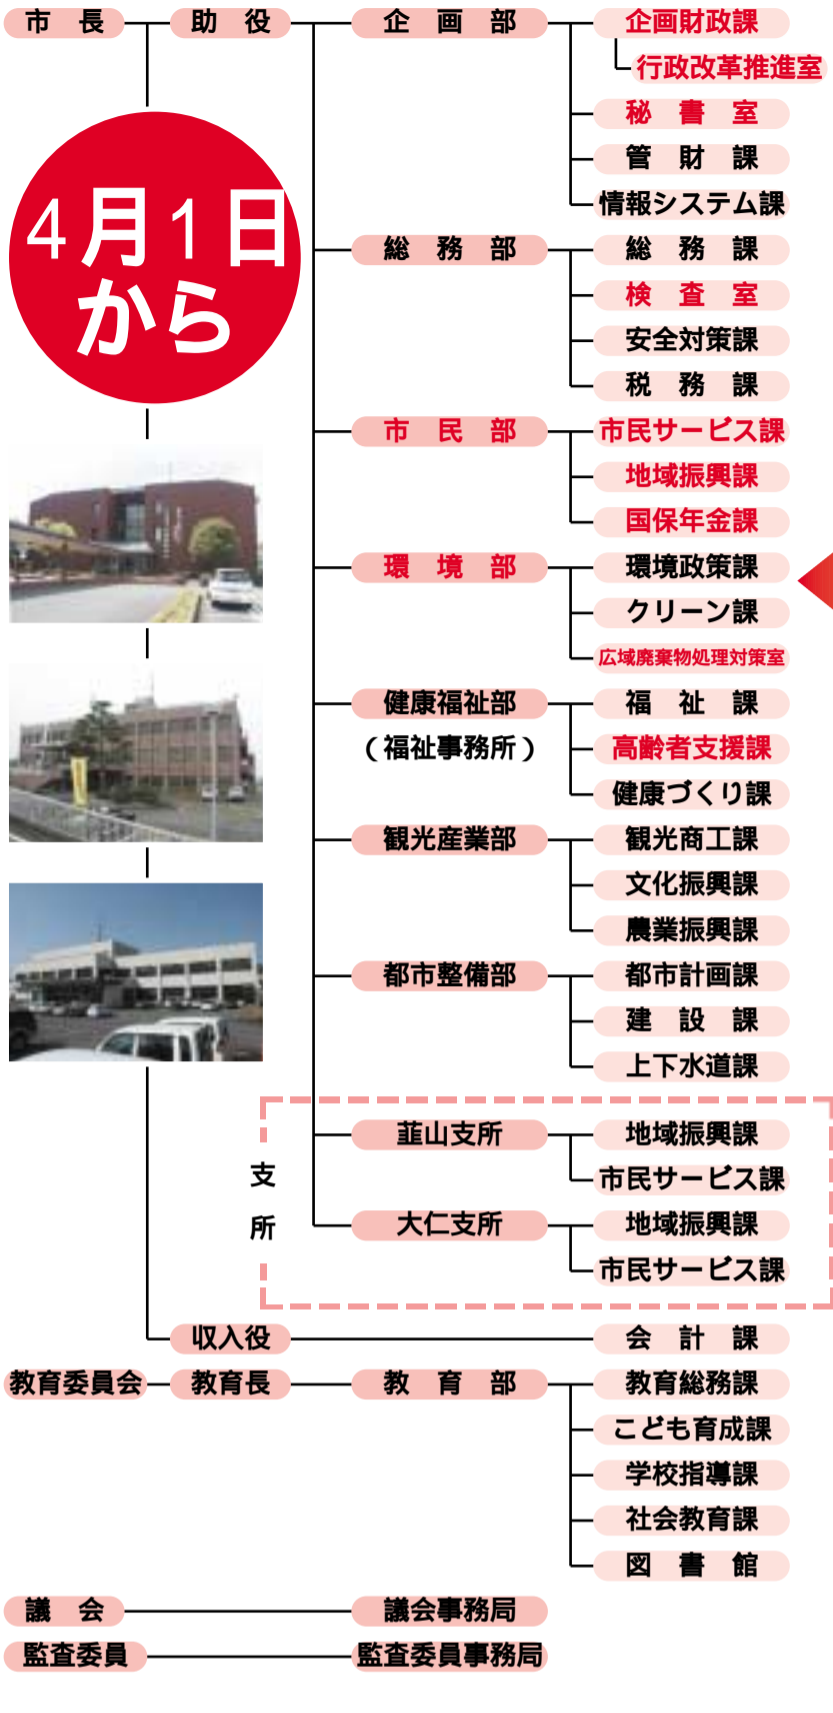 市長 助役 企画部 企画財政課
行政改革推進室
秘書室
管財課
情報システム課
4月1日
から
総務部 総務課
検査室
安全対策課
税務課
市民部 市民サービス課
地域振興課
国保年金課
環境部 環境政策課
クリーン課
広域廃棄物処理対策室
健康福祉部 福祉課
(福祉事務所) 高齢者支援課
健康づくり課
観光産業部 観光商工課
文化振興課
農業振興課
都市整備部 都市計画課
建設課
上下水道課
支所
韮山支所 地域振興課
市民サービス課
大仁支所 地域振興課
市民サービス課
収入役 会計課
教育委員会 教育長 教育部 教育総務課
こども育成課
学校指導課
社会教育課
図書館
議会 議会事務局
監査委員 監査委員事務局